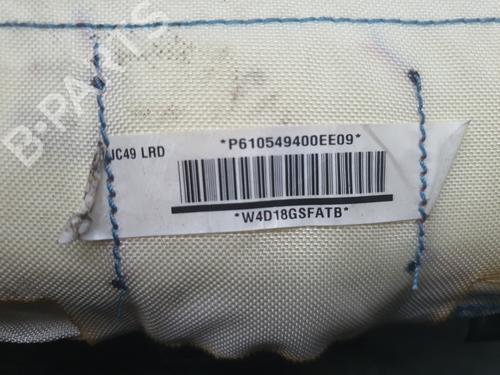 B-PARTS
JC49 LRD
*P610549400EE09*
*W4D18GSFATB*